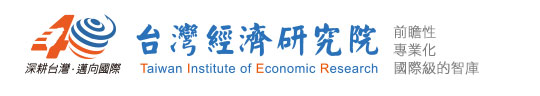 40
深耕台灣‧邁向國際
台灣經濟研究院
Taiwan Institute of Economic Research
前瞻性
專業化
國際級的智庫